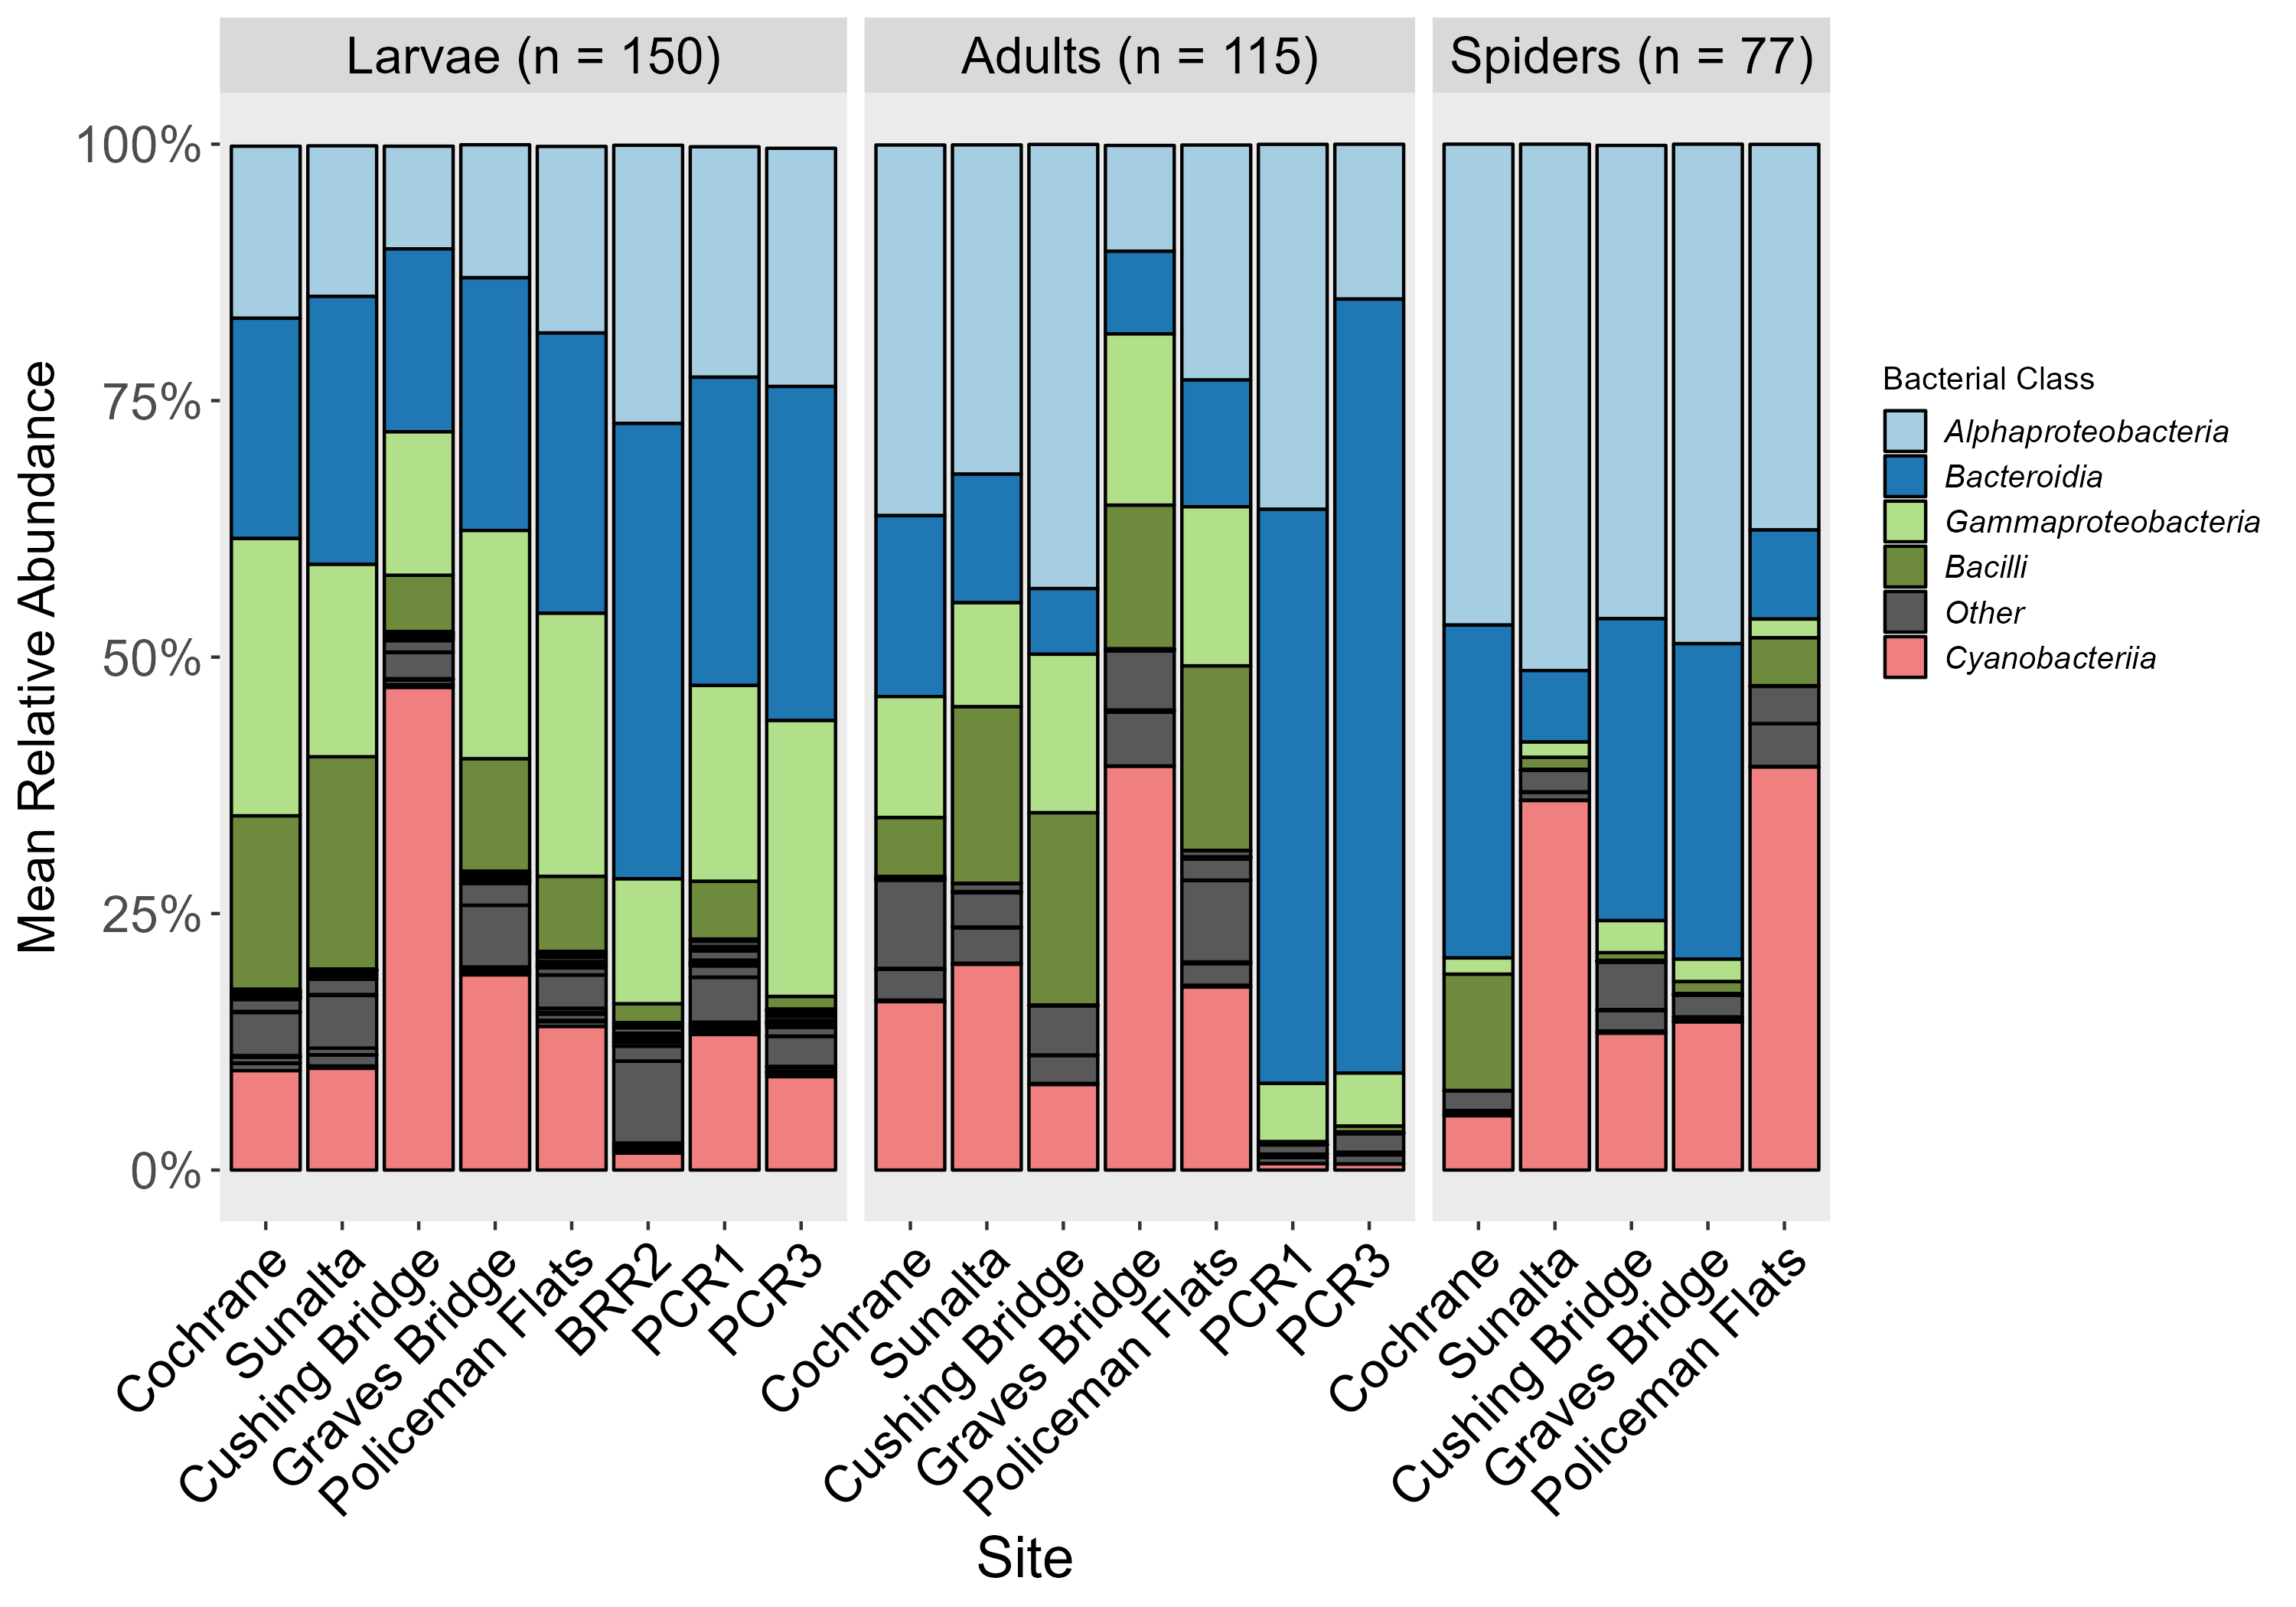 Larvae (n = 150)
Adults (n = 115)
Spiders (n = 77)
Mean Relative Abundance
100%
75%
50%
25%
0%
Cochrane
Sunalta
Cushing Bridge
Graves Bridge
Policeman Flats
BRR2
PCR1
PCR3
Cochrane
Sunalta
Cushing Bridge
Graves Bridge
Policeman Flats
PCR1
PCR3
Cochrane
Sunalta
Cushing Bridge
Graves Bridge
Policeman Flats
Site
Bacterial Class
Alphaproteobacteria
Bacteroidia
Gammaproteobacteria
Bacilli
Other
Cyanobacteriia